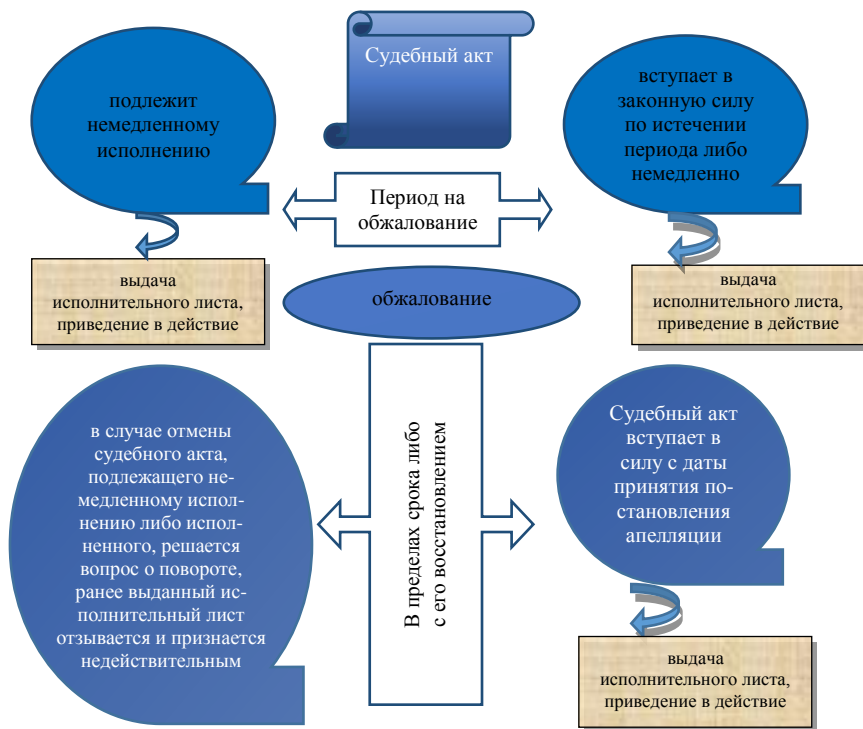 Судебный акт
подлежит
немедленному
исполнению
вступает в
законную силу
по истечении
периода либо
немедленно
Период на
обжалование
выдача
исполнительного листа,
приведение в действие
выдача
исполнительного листа,
приведение в действие
обжалование
в случае отмены
судебного акта,
подлежащего не-
медленному испол-
нению либо испол-
ненного, решается
вопрос о повороте,
ранее выданный ис-
полнительный лист
отзывается и признается
недействительным
В пределах срока либо
с его восстановлением
Судебный акт
вступает в
силу с даты
принятия по-
становления
апелляции
выдача
исполнительного листа,
приведение в действие